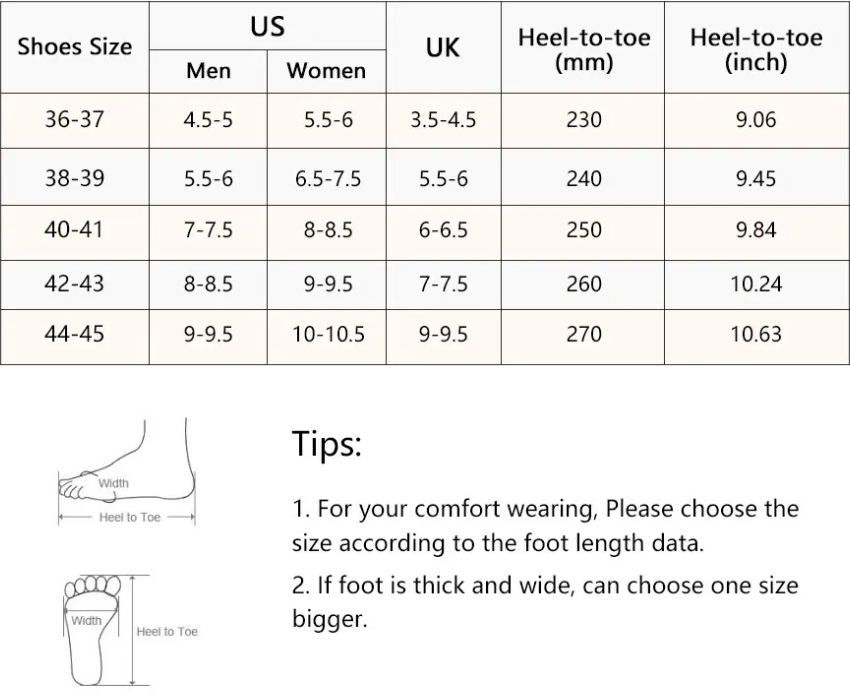 Shoes Size US UK Heel-to-toe (mm) Heel-to-toe (inch)
Men Women
36-37 4.5-5 5.5-6 3.5-4.5 230 9.06
38-39 5.5-6 6.5-7.5 5.5-6 240 9.45
40-41 7-7.5 8-8.5 6-6.5 250 9.84
42-43 8-8.5 9-9.5 7-7.5 260 10.24
44-45 9-9.5 10-10.5 9-9.5 270 10.63
Width
Heel to Toe
Width
Heel to Toe
Tips:
1. For your comfort wearing, Please choose the
size according to the foot length data.
2. If foot is thick and wide, can choose one size
bigger.